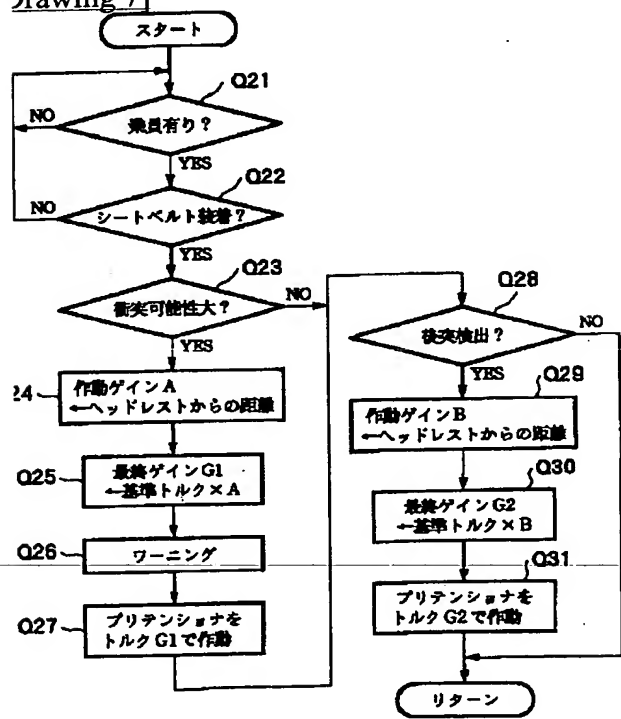 Drawing 7]
スタート
Q21
乗員有り？
NO
YES
Q22
シートベルト装着？
NO
YES
Q23
衝突可能性大？
NO
YES
24
作動ゲインA
←ヘッドレストからの距離
Q25
最終ゲインG1
←基準トルク×A
Q26
ワーニング
Q27
プリテンショナを
トルクG1で作動
Q28
後突検出？
NO
YES
Q29
作動ゲインB
←ヘッドレストからの距離
Q30
最終ゲインG2
←基準トルク×B
Q31
プリテンショナを
トルクG2で作動
リターン